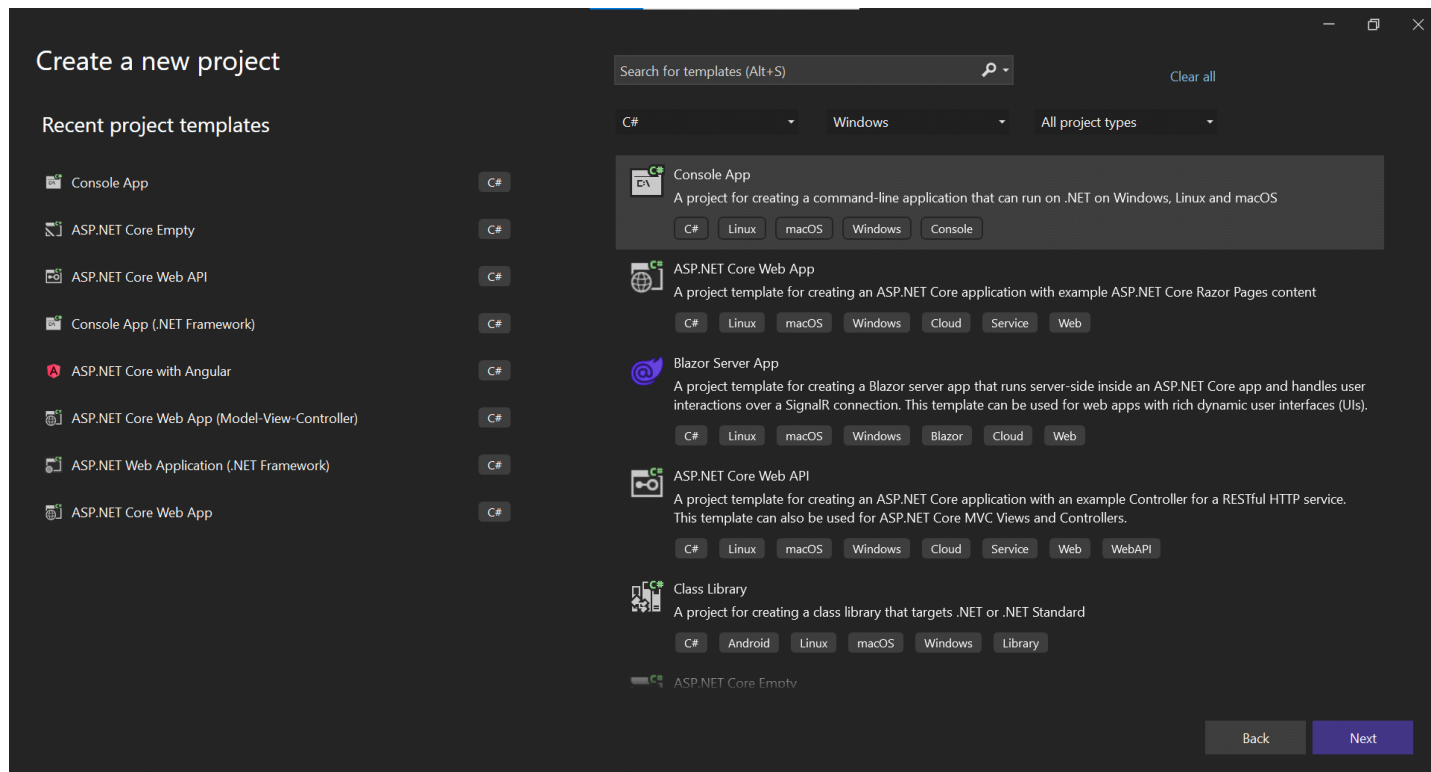 Create a new project
Recent project templates
Console App C#
ASP.NET Core Empty C#
ASP.NET Core Web API C#
Console App (.NET Framework) C#
ASP.NET Core with Angular C#
ASP.NET Core Web App (Model-View-Controller) C#
ASP.NET Web Application (.NET Framework) C#
ASP.NET Core Web App C#
Search for templates (Alt+S)
Clear all
C# Windows All project types
Console App
A project for creating a command-line application that can run on .NET on Windows, Linux and macOS
C# Linux macOS Windows Console
ASP.NET Core Web App
A project template for creating an ASP.NET Core application with example ASP.NET Core Razor Pages content
C# Linux macOS Windows Cloud Service Web
Blazor Server App
A project template for creating a Blazor server app that runs server-side inside an ASP.NET Core app and handles user
interactions over a SignalR connection. This template can be used for web apps with rich dynamic user interfaces (UIs).
C# Linux macOS Windows Blazor Cloud Web
ASP.NET Core Web API
A project template for creating an ASP.NET Core application with an example Controller for a RESTful HTTP service.
This template can also be used for ASP.NET Core MVC Views and Controllers.
C# Linux macOS Windows Cloud Service Web WebAPI
Class Library
A project for creating a class library that targets .NET or .NET Standard
C# Android Linux macOS Windows Library
ASP.NET Core Empty
Back Next